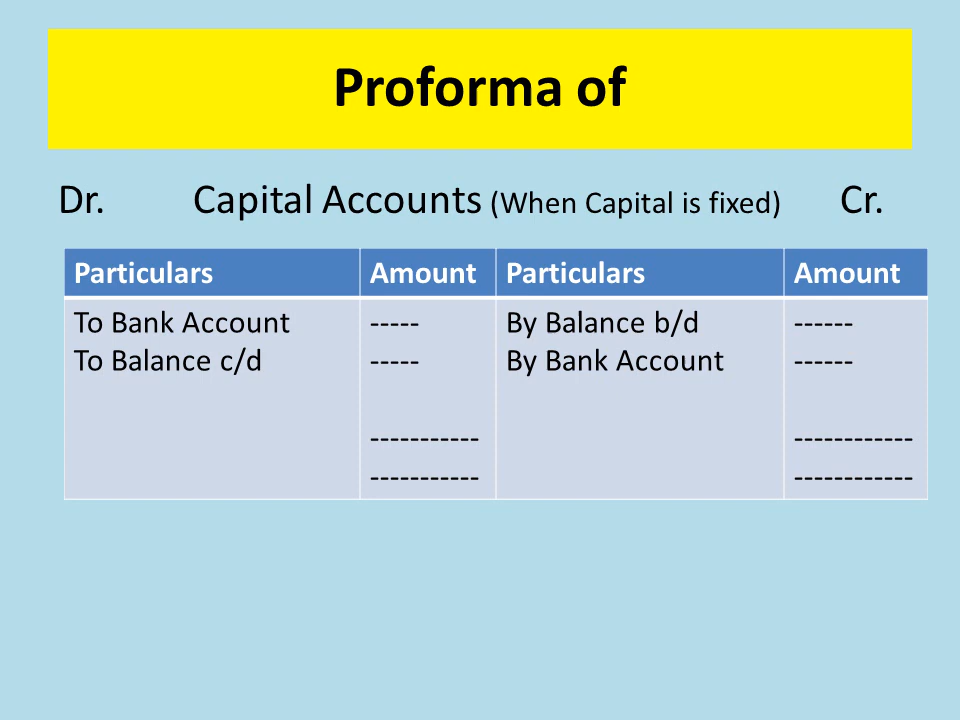 Proforma of
Dr. Capital Accounts (When Capital is fixed) Cr.
Particulars Amount Particulars Amount
To Bank Account ----- By Balance b/d ------
To Balance c/d ----- By Bank Account ------
----------- ------------
----------- ------------